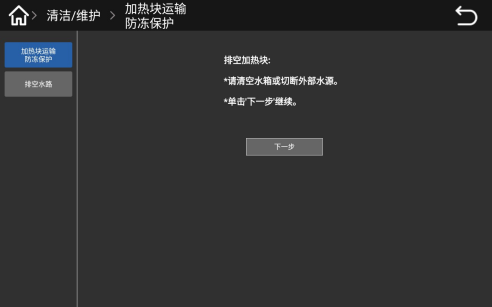 清洁/维护
加热块运输
防冻保护
加热块运输
防冻保护
排空水路
排空加热块:
*请清空水箱或切断外部水源。
*单击'下一步'继续。
下一步